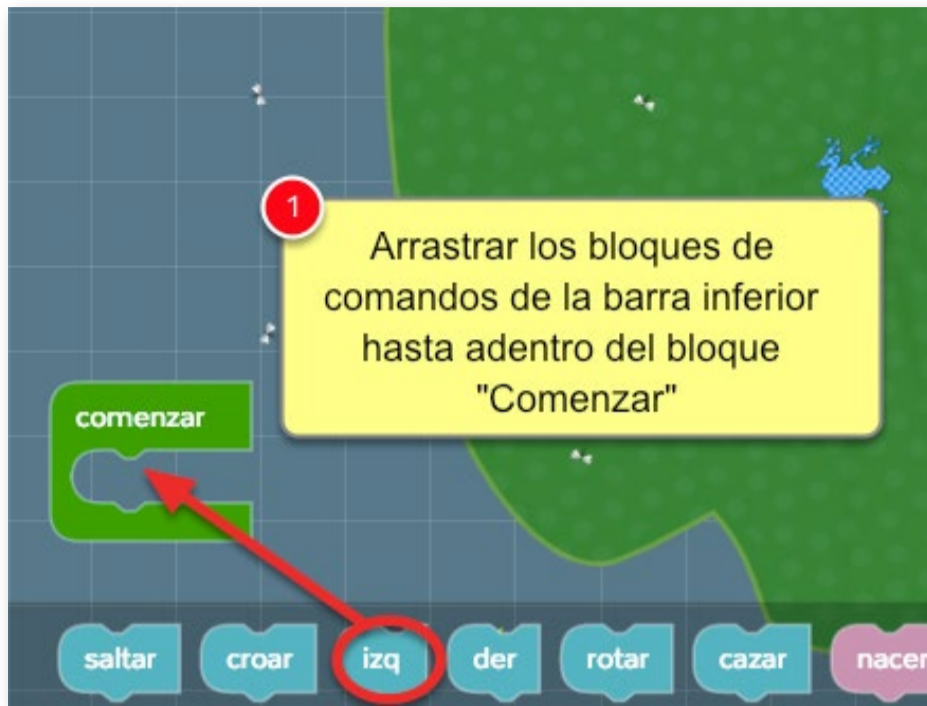 1
Arrastrar los bloques de
comandos de la barra inferior
hasta adentro del bloque
"Comenzar"
comenzar
saltar croar izq der rotar cazar nacer